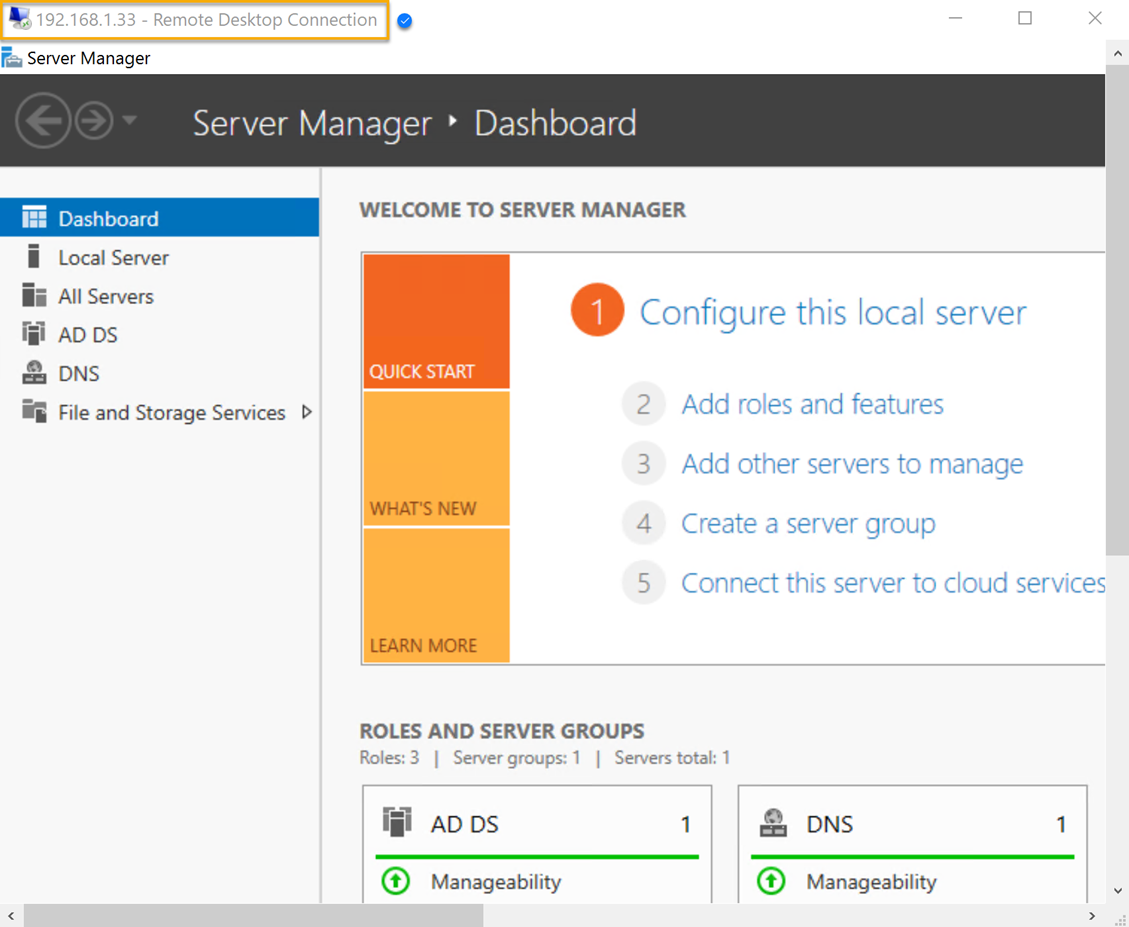 192.168.1.33 - Remote Desktop Connection
Server Manager
Server Manager ‣ Dashboard
Dashboard
Local Server
All Servers
AD DS
DNS
File and Storage Services
WELCOME TO SERVER MANAGER
QUICK START
WHAT'S NEW
LEARN MORE
1 Configure this local server
2 Add roles and features
3 Add other servers to manage
4 Create a server group
5 Connect this server to cloud services
ROLES AND SERVER GROUPS
Roles: 3 | Server groups: 1 | Servers total: 1
AD DS 1
Manageability
DNS 1
Manageability